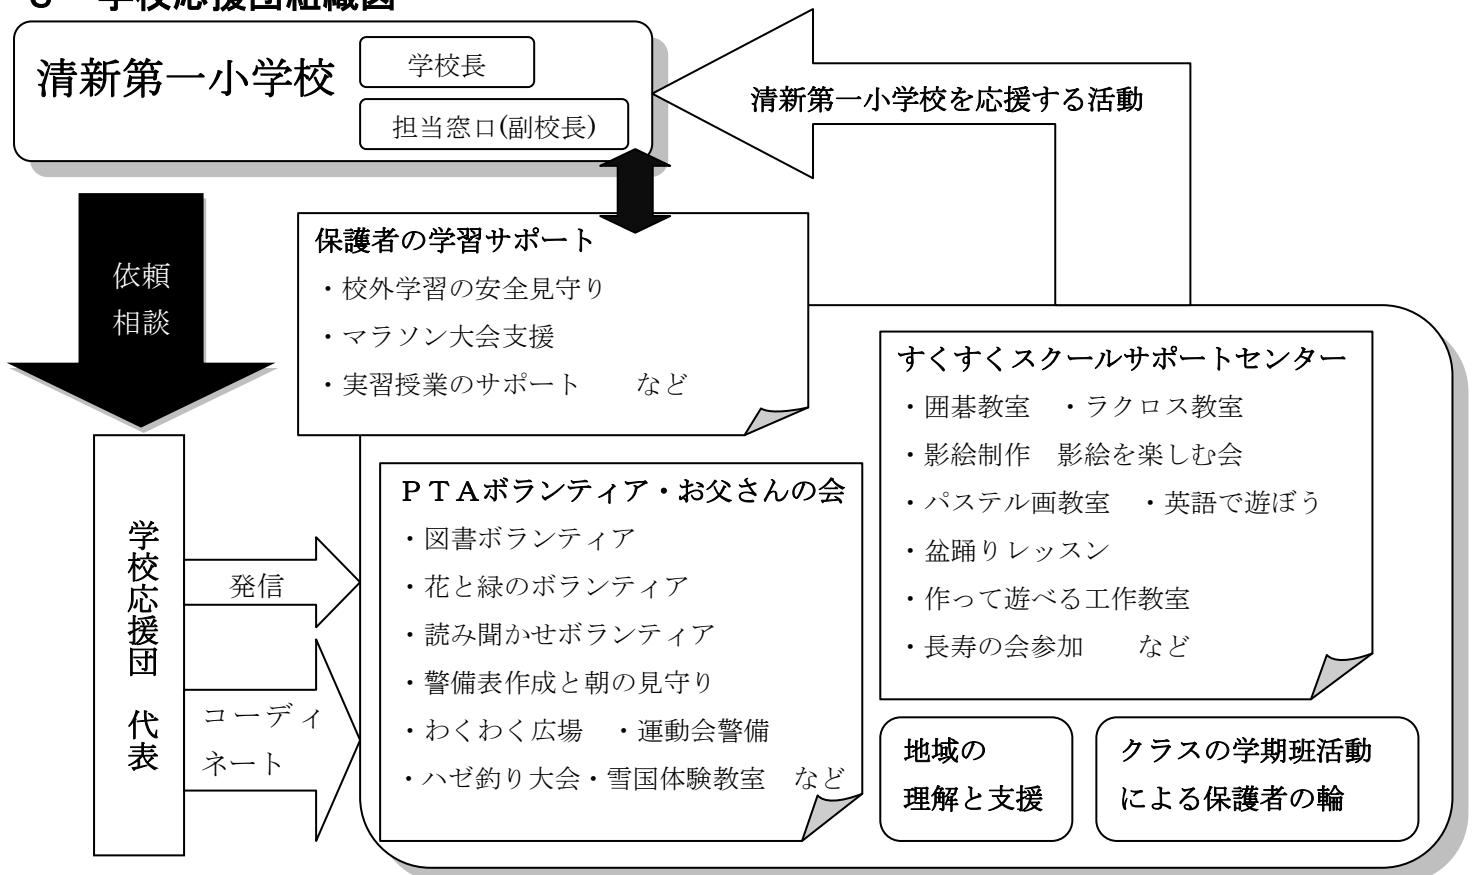 学校応援団組織図
清新第一小学校
学校長
担当窓口(副校長)
清新第一小学校を応援する活動
依頼
相談
保護者の学習サポート
・校外学習の安全見守り
・マラソン大会支援
・実習授業のサポート　　など
すくすくスクールサポートセンター
・囲碁教室　・ラクロス教室
・影絵制作　影絵を楽しむ会
・パステル画教室　・英語で遊ぼう
・盆踊りレッスン
・作って遊べる工作教室
・長寿の会参加　　など
学校応援団　代表
発信
コーディ
ネート
ＰＴＡボランティア・お父さんの会
・図書ボランティア
・花と緑のボランティア
・読み聞かせボランティア
・警備表作成と朝の見守り
・わくわく広場　・運動会警備
・ハゼ釣り大会・雪国体験教室　など
地域の
理解と支援
クラスの学期班活動
による保護者の輪